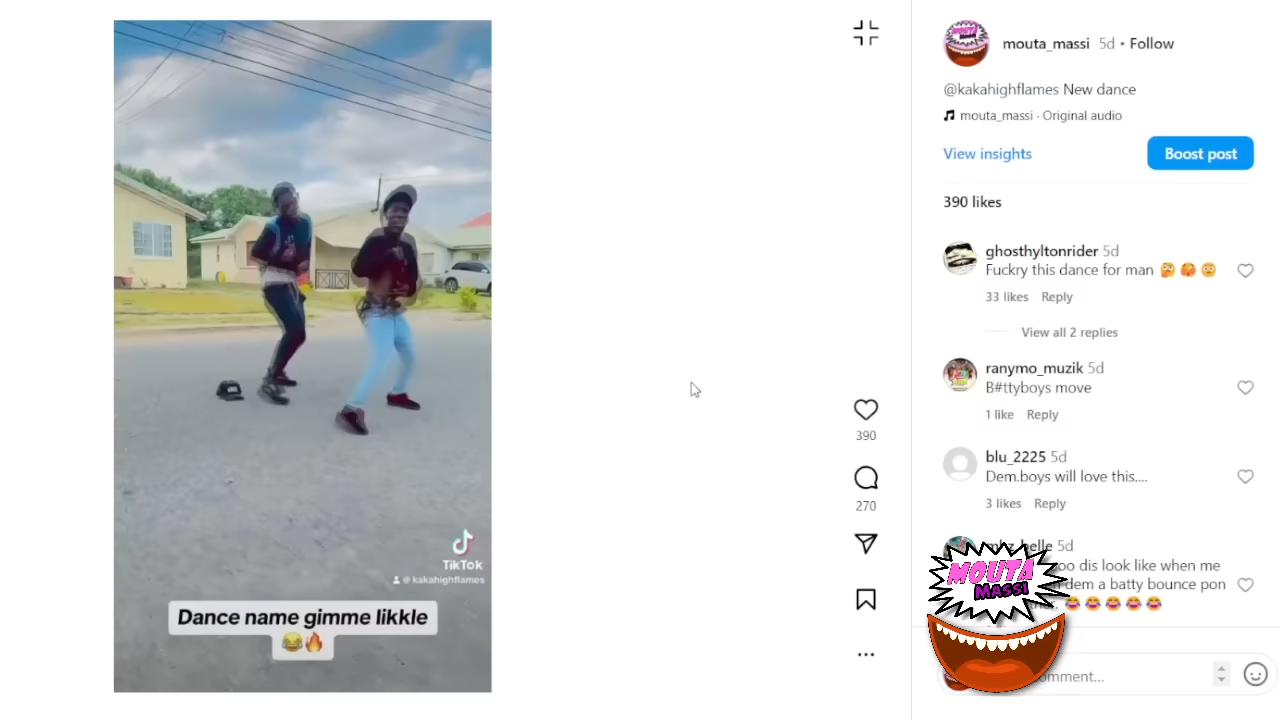 mouta_massi 5d • Follow
@kakahighflames New dance
mouta_massi · Original audio
View insights
Boost post
390 likes
ghosthyltonrider 5d
Fuckry this dance for man 🤔 🥵 😳
33 likes Reply
View all 2 replies
ranymo_muzik 5d
B#ttyboys move
1 like Reply
blu_2225 5d
Dem.boys will love this....
3 likes Reply
belle 5d
oo dis look like when me
dem a batty bounce pon
😂 😂 😂 😂 😂
MOUTA
MASSI
omment...
390
270
TikTok
@kakahighflames
Dance name gimme likkle
😂🔥